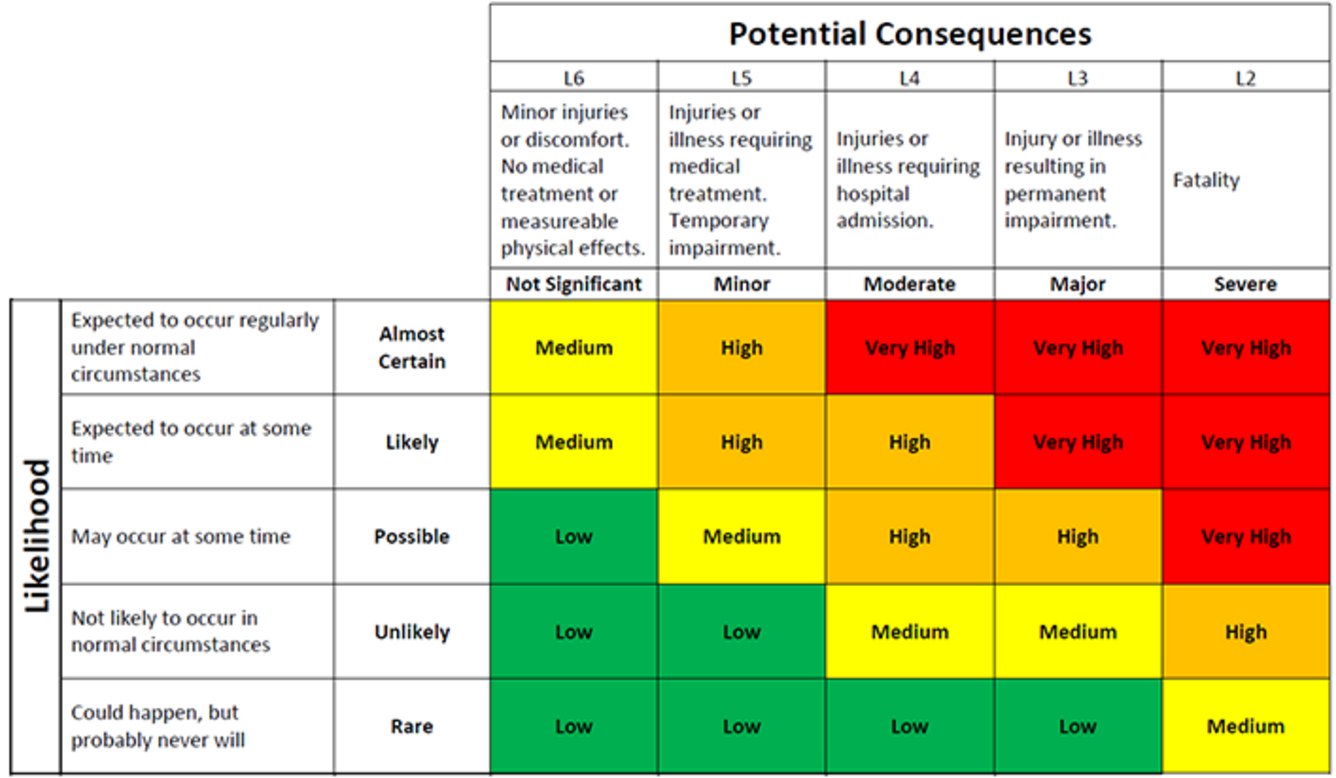 Potential Consequences
L6
L5
L4
L3
L2
Minor injuries
or discomfort.
No medical
treatment or
measureable
physical effects.
Injuries or
illness requiring
medical
treatment.
Temporary
impairment.
Injuries or
illness requiring
hospital
admission.
Injury or illness
resulting in
permanent
impairment.
Fatality
Not Significant
Minor
Moderate
Major
Severe
Likelihood
Expected to occur regularly
under normal
circumstances
Almost
Certain
Medium
High
Very High
Very High
Very High
Expected to occur at some
time
Likely
Medium
High
High
Very High
Very High
May occur at some time
Possible
Low
Medium
High
High
Very High
Not likely to occur in
normal circumstances
Unlikely
Low
Low
Medium
Medium
High
Could happen, but
probably never will
Rare
Low
Low
Low
Low
Medium